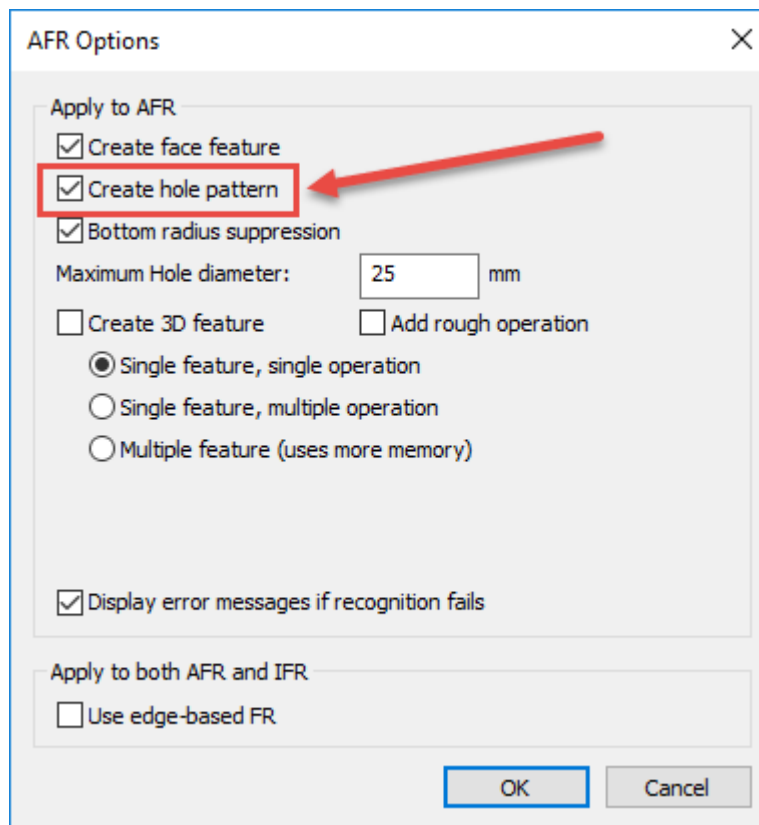 AFR Options
Apply to AFR
Create face feature
Create hole pattern
Bottom radius suppression
Maximum Hole diameter: 25 mm
Create 3D feature Add rough operation
Single feature, single operation
Single feature, multiple operation
Multiple feature (uses more memory)
Display error messages if recognition fails
Apply to both AFR and IFR
Use edge-based FR
OK Cancel